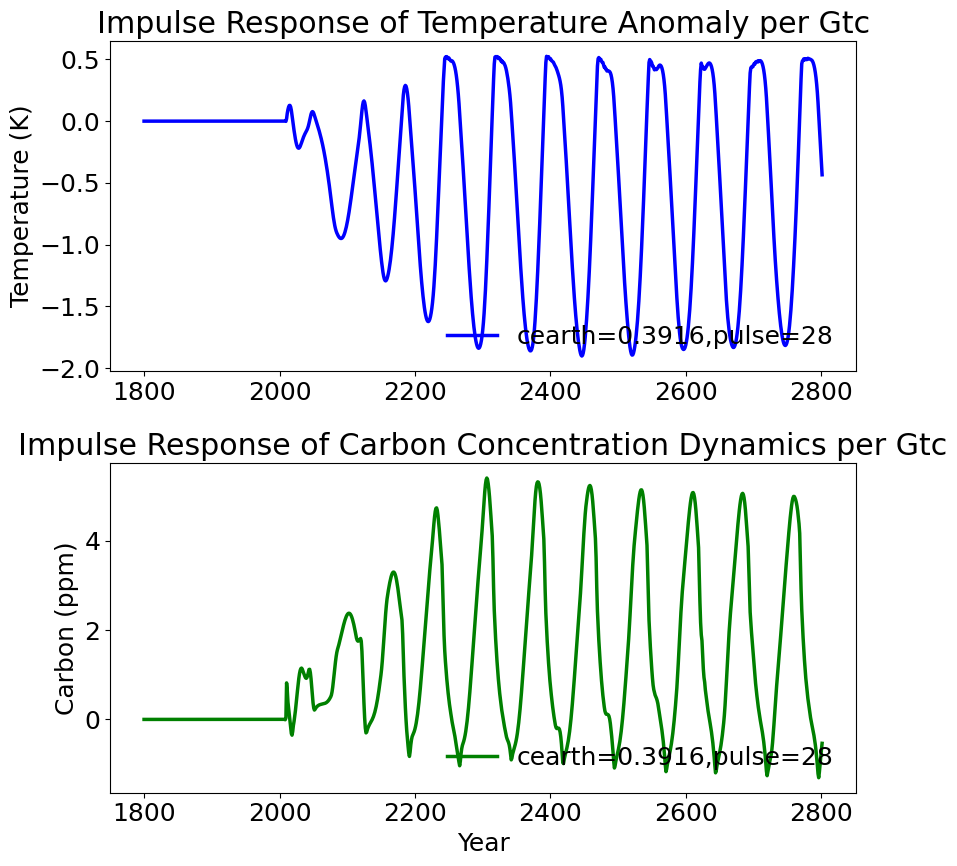 Impulse Response of Temperature Anomaly per Gtc
Temperature (K)
0.5
0.0
−0.5
−1.0
−1.5
−2.0
cearth=0.3916,pulse=28
1800 2000 2200 2400 2600 2800
Impulse Response of Carbon Concentration Dynamics per Gtc
Carbon (ppm)
4
2
0
cearth=0.3916,pulse=28
1800 2000 2200 2400 2600 2800
Year